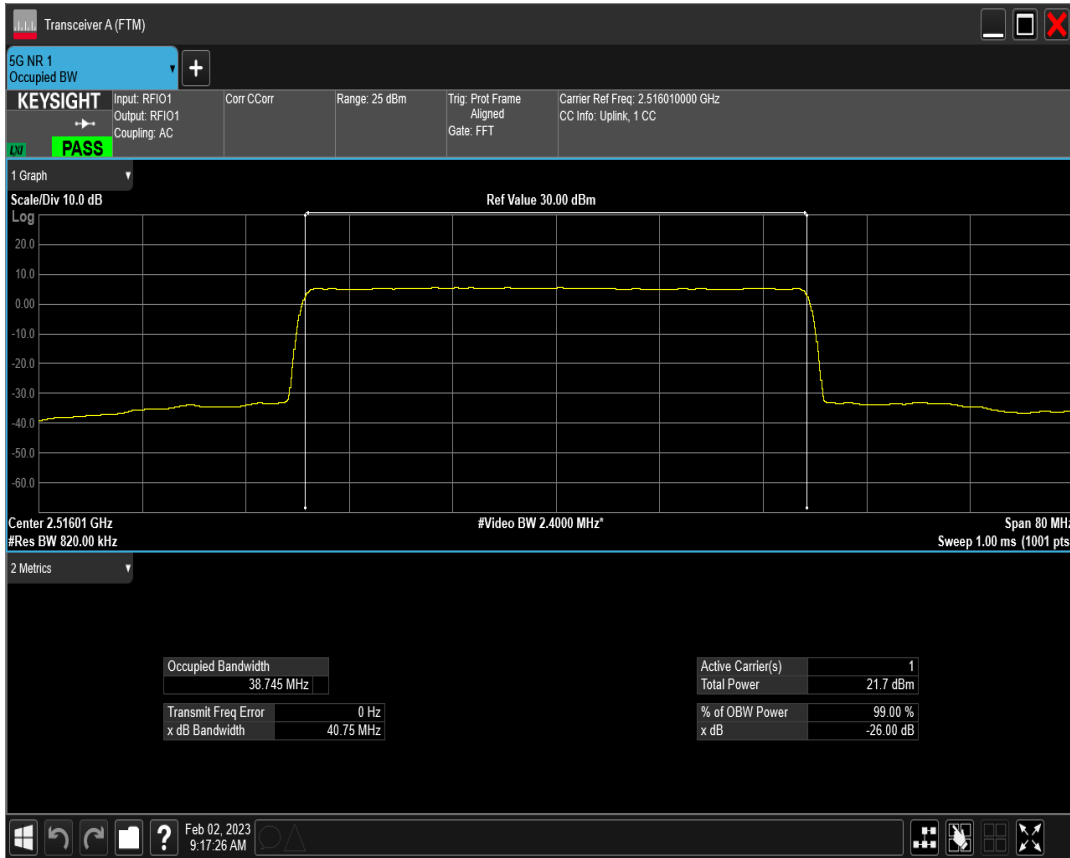 Transceiver A (FTM)
5G NR 1
Occupied BW
+
KEYSIGHT
LXI
PASS
Input: RFIO1
Output: RFIO1
Coupling: AC
Corr CCorr
Range: 25 dBm
Trig: Prot Frame
Aligned
Gate: FFT
Carrier Ref Freq: 2.516010000 GHz
CC Info: Uplink, 1 CC
1 Graph
Scale/Div 10.0 dB
Ref Value 30.00 dBm
Log
20.0
10.0
0.00
-10.0
-20.0
-30.0
-40.0
-50.0
-60.0
Center 2.51601 GHz
#Video BW 2.4000 MHz*
Span 80 MHz
#Res BW 820.00 kHz
Sweep 1.00 ms (1001 pts
2 Metrics
Occupied Bandwidth
38.745 MHz
Transmit Freq Error 0 Hz
x dB Bandwidth 40.75 MHz
Active Carrier(s) 1
Total Power 21.7 dBm
% of OBW Power 99.00 %
x dB -26.00 dB
?
Feb 02, 2023
9:17:26 AM